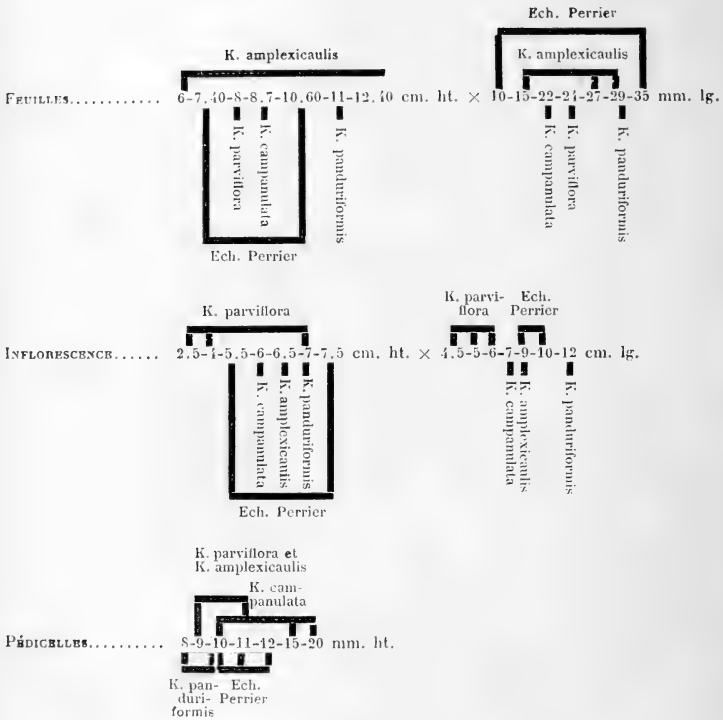 Ech. Perrier
K. amplexicaulis
K. amplexicaulis
FEUILLES............ 6-7.40-8-8.7-10.60-11-12.40 cm. ht. × 10-15-22-24-27-29-35 mm. lg.
K. parviflora
K. campanulata
K. panduriformis
K. campanulata
K. parviflora
K. panduriformis
Ech. Perrier
K. parviflora
K. parvi-
flora
Ech.
Perrier
INFLORESCENCE...... 2.5-4-5.5-6-6.5-7-7.5 cm. ht. × 4.5-5-6-7-9-10-12 cm. lg.
K. campanulata
K. amplexicaulis
K. panduriformis
K. campanulata
K. amplexicaulis
K. panduriformis
Ech. Perrier
K. parviflora et
K. amplexicaulis
K. cam-
panulata
PÉDICELLES.......... 8-9-10-11-12-15-20 mm. ht.
K. pan-
duri-
formis
Ech.
Perrier